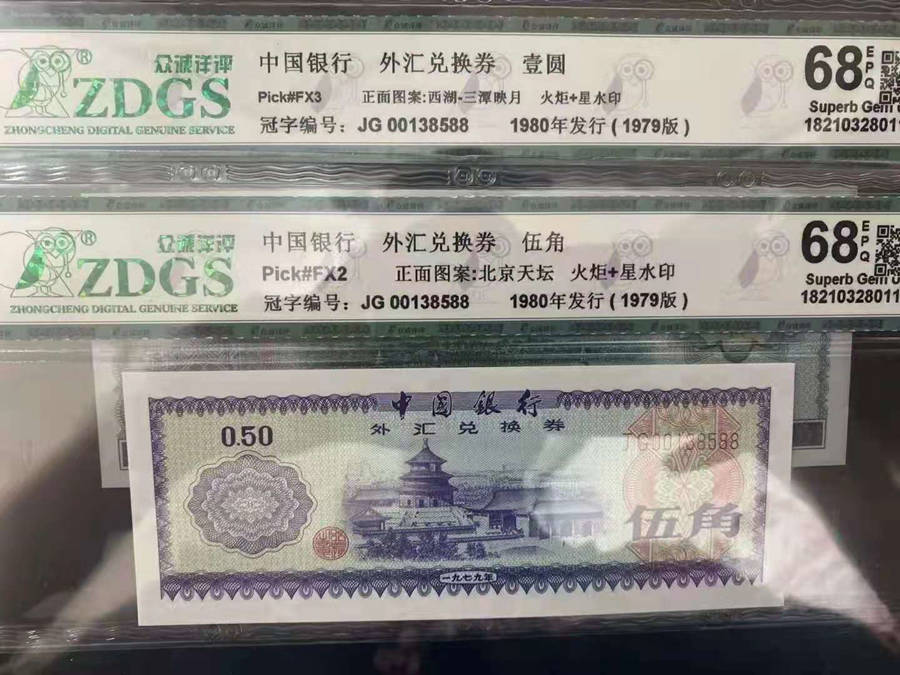 众诚评评 中国银行 外汇兑换券 壹圆 68 EPQ
ZDGS Pick#FX3 正面图案:西湖-三潭映月 火炬+星水印 Superb Gem
ZHONGCHENG DIGITAL GENUINE SERVICE 冠字编号: JG 00138588 1980年发行(1979版) 18210328011
众诚评评 中国银行 外汇兑换券 伍角 68 EPQ
ZDGS Pick#FX2 正面图案:北京天坛 火炬+星水印 Superb Gem
ZHONGCHENG DIGITAL GENUINE SERVICE 冠字编号: JG 00138588 1980年发行(1979版) 18210328011
中国银行
0.50 外汇兑换券
JG00138588
伍角
一九七九年